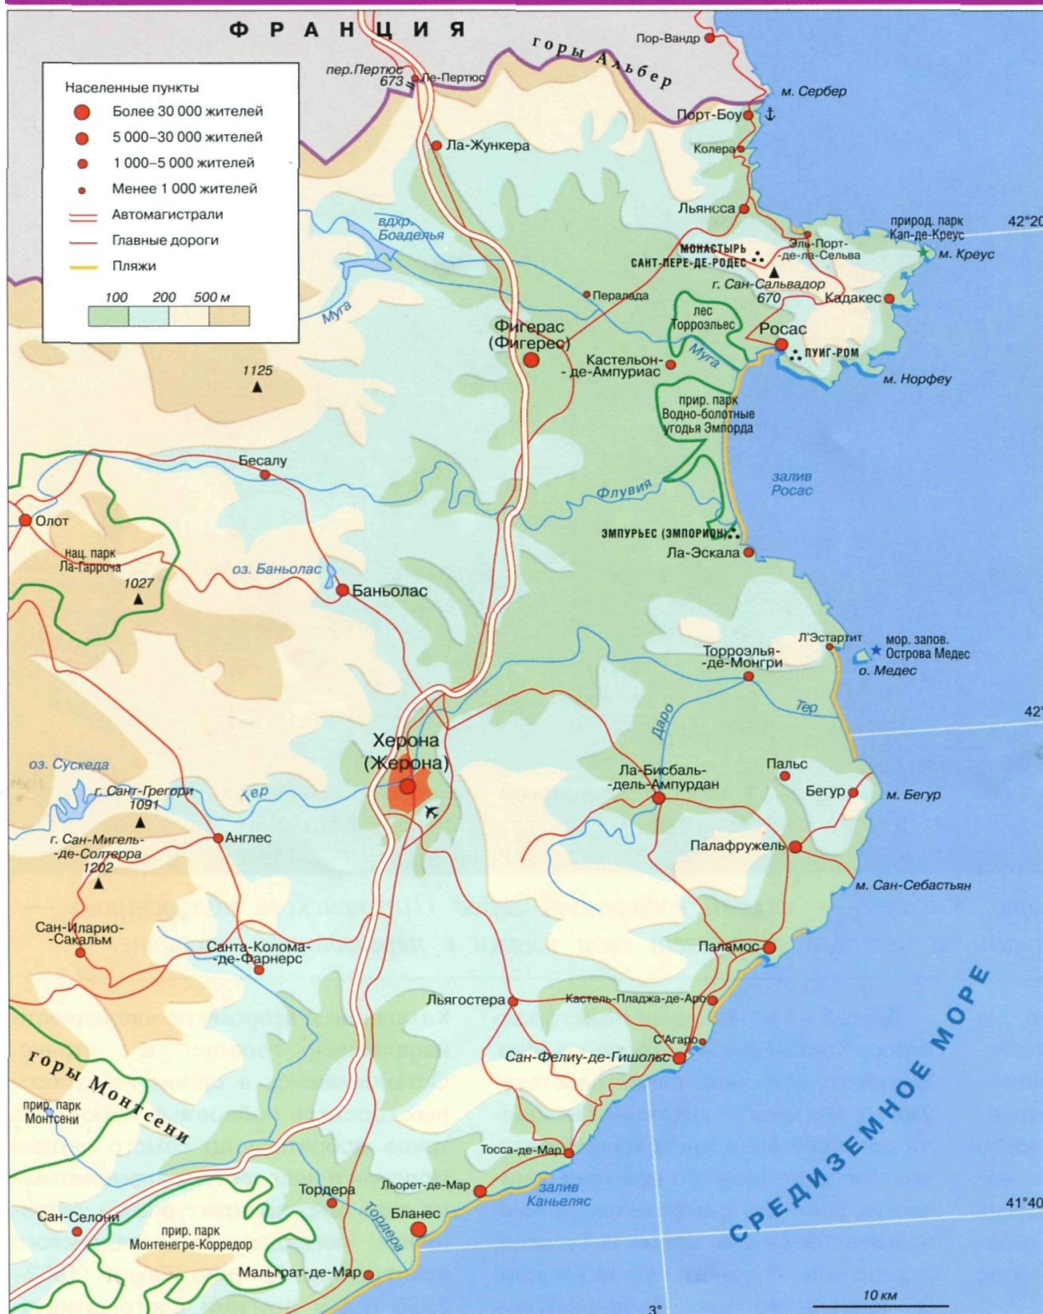 ФРАНЦИЯ
горы Альбер
Пор-Вандр
пер.Пертюс
673
Ле-Пертюс
м. Сербер
Населенные пункты
Более 30 000 жителей
5 000–30 000 жителей
1 000–5 000 жителей
Менее 1 000 жителей
Автомагистрали
Главные дороги
Пляжи
100 200 500 м
Порт-Боу
Ла-Жункера
Колера
Льянсса
вдхр.
Боаделья
природ. парк
Кап-де-Креус
42°20
м. Креус
МОНАСТЫРЬ
САНТ-ПЕРЕ-ДЕ-РОДЕС
Эль-Порт-
-де-ла-Сельва
г. Сан-Сальвадор
670
Кадакес
Муга
Пералада
лес
Торроэльес
Фигерас
(Фигерес)
Росас
ПУИГ-РОМ
Муга
Кастельон-
-де-Ампуриас
м. Норфеу
1125
прир. парк
Водно-болотные
угодья Эмпорда
Бесалу
залив
Росас
Флувия
Олот
ЭМПУРЬЕС (ЭМПОРИОН)
Ла-Эскала
нац. парк
Ла-Гарроча
1027
оз. Баньолас
Баньолас
Л'Эстартит
мор. запов.
Острова Медес
о. Медес
Торроэлья-
-де-Монгри
Даро
Тер
42°
Херона
(Жерона)
оз. Сускеда
г. Сант-Грегори
1091
Тер
Ла-Бисбаль-
-дель-Ампурдан
Пальс
Бегур
м. Бегур
г. Сан-Мигель-
-де-Солтерра
1202
Англес
Палафружель
м. Сан-Себастьян
Сан-Иларио-
-Сакальм
Санта-Колома-
-де-Фарнерс
Паламос
Льягостера
Кастель-Пладжа-де-Аро
С'Агаро
Сан-Фелиу-де-Гишольс
СРЕДИЗЕМНОЕ МОРЕ
горы Монтсени
прир. парк
Монтсени
Тосса-де-Мар
Льорет-де-Мар
залив
Каньеляс
Тордера
Бланес
Тордера
41°40
Сан-Селони
прир. парк
Монтенегре-Корредор
Мальграт-де-Мар
3°
10 км